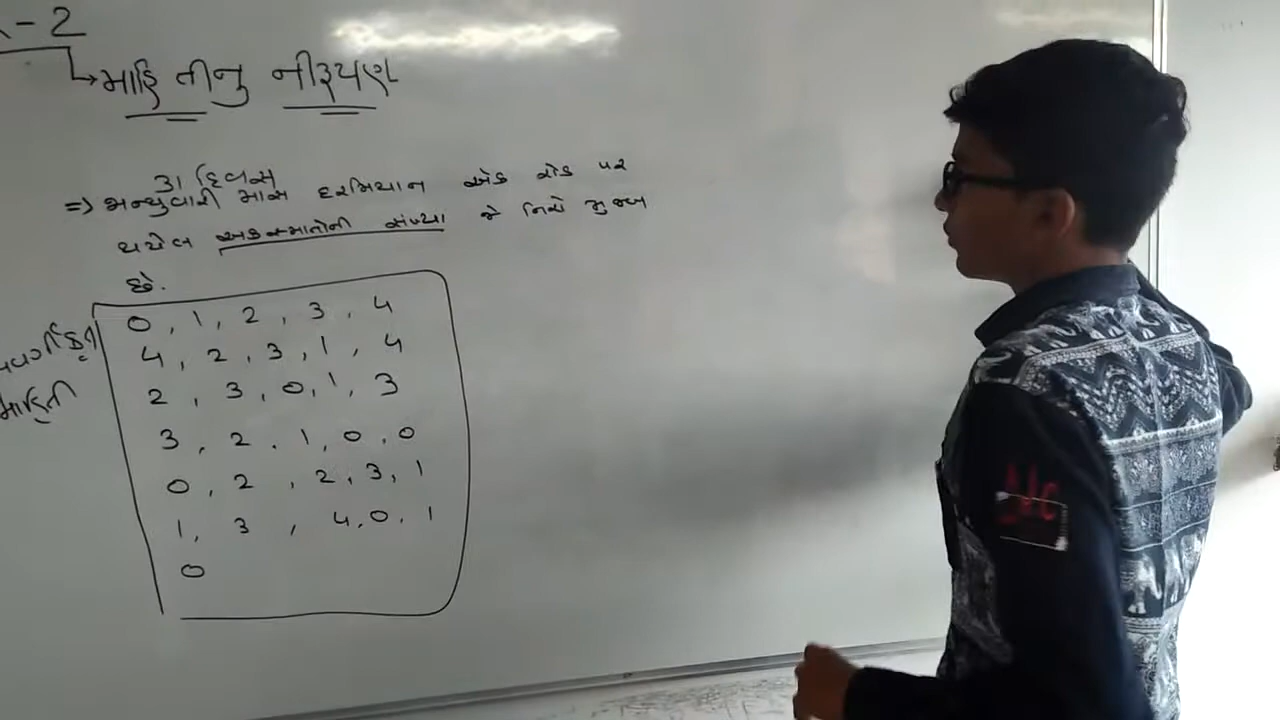 - 2
↳ માહિતીનુ નીરૂપણ
31 દિવસ
=> જાન્યુવારી માસ દરમિયાન એક રોડ પર
થયેલ અકસ્માતોની સંખ્યા જે નિચે મુજબ
છે.
અવર્ગીકૃત
માહિતી
0, 1, 2, 3, 4
4, 2, 3, 1, 4
2, 3, 0, 1, 3
3, 2, 1, 0, 0
0, 2, 2, 3, 1
1, 3, 4, 0, 1
0